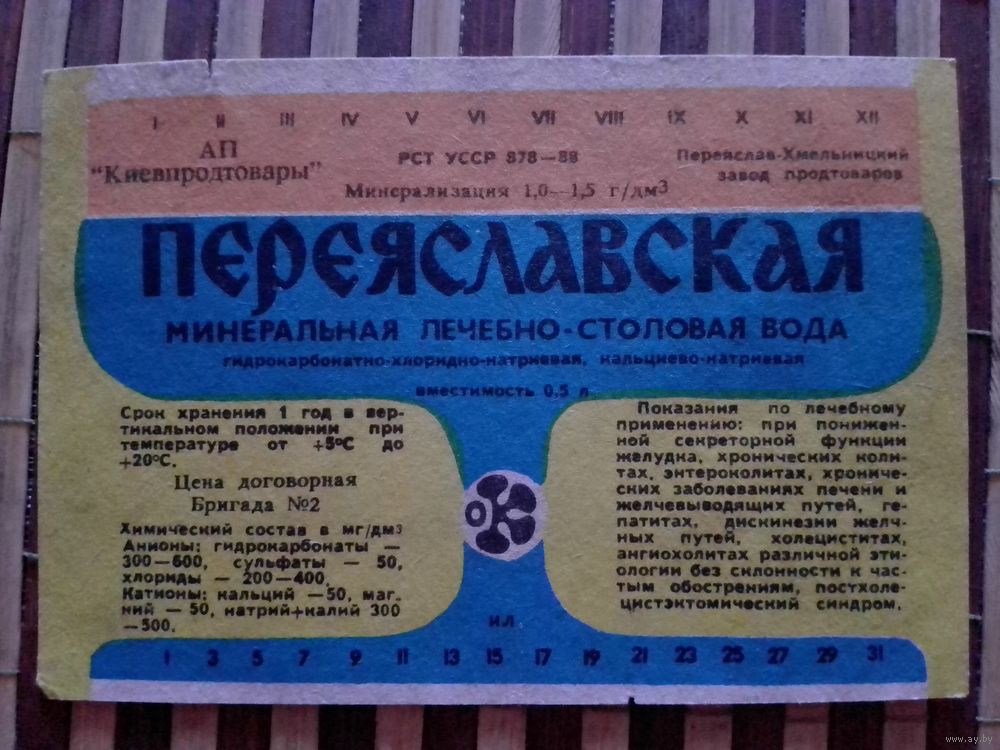 I II III IV V VI VII VIII IX X XI XII
АП
"Киевпродтовары"
РСТ УССР 878—88
Минерализация 1,0—1,5 г/дм3
Переяслав-Хмельницкий
завод продтоваров
ПЕРЕЯСЛАВСКАЯ
МИНЕРАЛЬНАЯ ЛЕЧЕБНО-СТОЛОВАЯ ВОДА
гидрокарбонатно-хлоридно-натриевая, кальциево-натриевая
вместимость 0,5 л
Срок хранения 1 год в вер-
тикальном положении при
температуре от +5°С до
+20°С.
Цена договорная
Бригада №2
Химический состав в мг/дм3
Анионы: гидрокарбонаты —
300—600, сульфаты — 50,
хлориды — 200—400.
Катионы: кальций —50, маг-
ний — 50, натрий+калий 300
—500.
Показания по лечебному
применению: при понижен-
ной секреторной функции
желудка, хронических коли-
тах, энтероколитах, хрониче-
ских заболеваниях печени и
желчевыводящих путей, ге-
патитах, дискинезии желч-
ных путей, холециститах,
ангиохолитах различной эти-
ологии без склонности к час-
тым обострениям, постхоле-
цистэктомический синдром.
ИЛ
1 3 5 7 9 11 13 15 17 19 21 23 25 27 29 31
www.ay.by